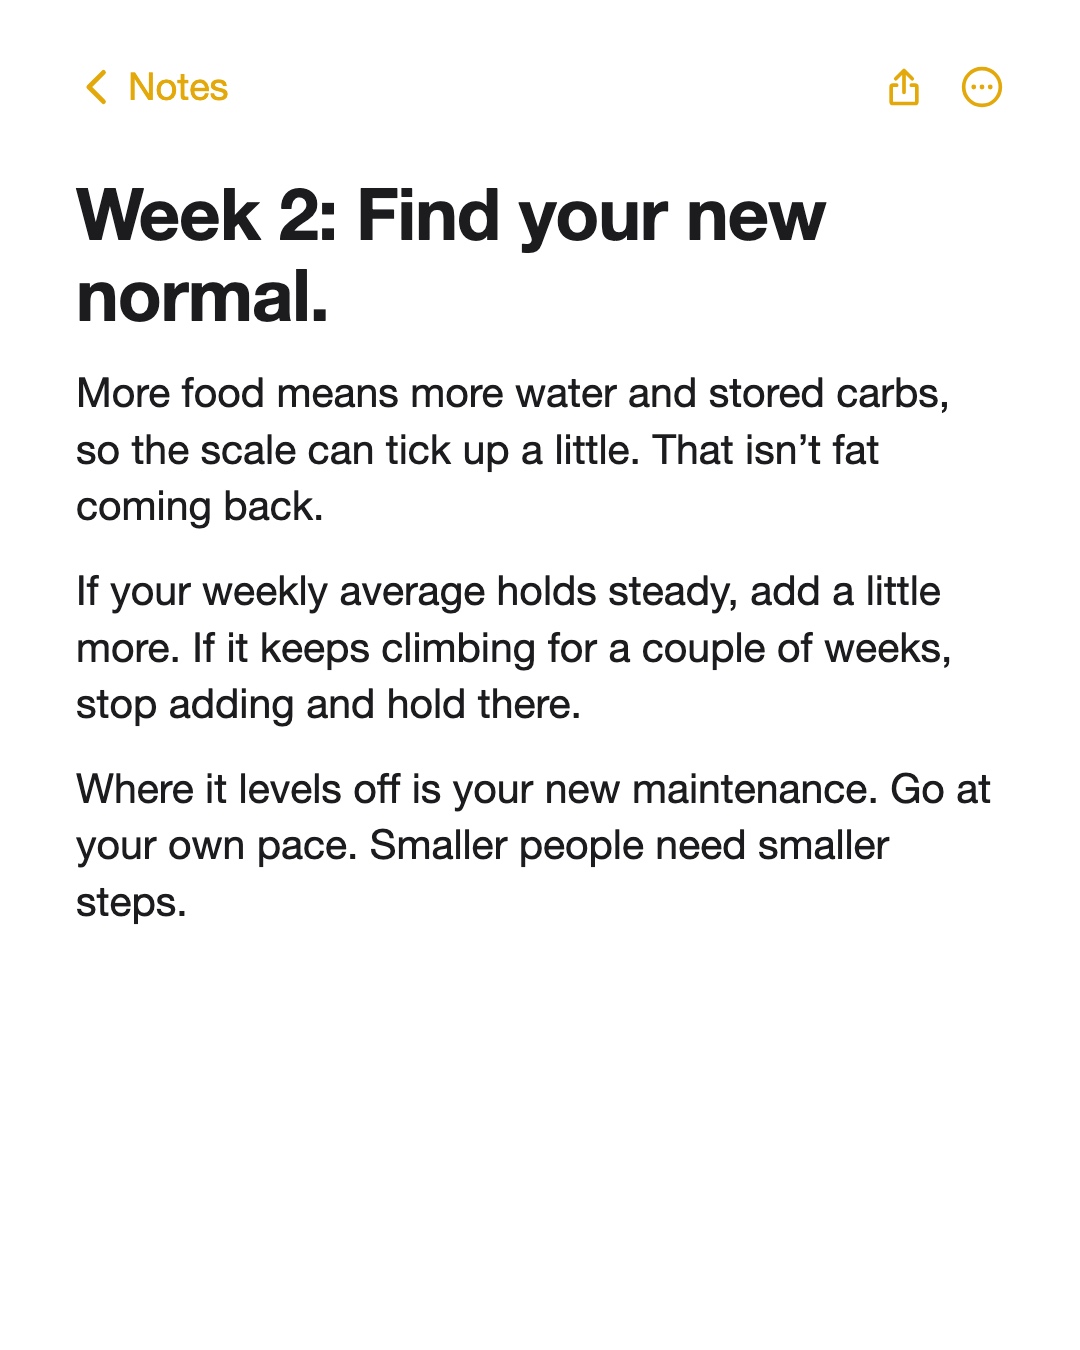 Notes
Week 2: Find your new
normal.
More food means more water and stored carbs,
so the scale can tick up a little. That isn’t fat
coming back.
If your weekly average holds steady, add a little
more. If it keeps climbing for a couple of weeks,
stop adding and hold there.
Where it levels off is your new maintenance. Go at
your own pace. Smaller people need smaller
steps.